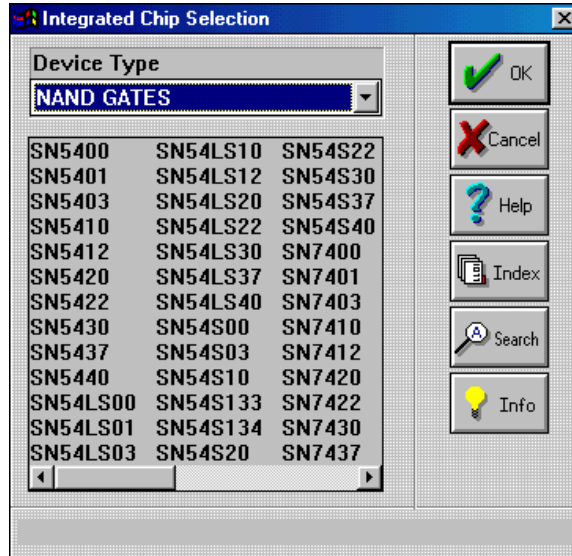 Integrated Chip Selection
Device Type
NAND GATES
SN5400 SN54LS10 SN54S22
SN5401 SN54LS12 SN54S30
SN5403 SN54LS20 SN54S37
SN5410 SN54LS22 SN54S40
SN5412 SN54LS30 SN7400
SN5420 SN54LS37 SN7401
SN5422 SN54LS40 SN7403
SN5430 SN54S00 SN7410
SN5437 SN54S03 SN7412
SN5440 SN54S10 SN7420
SN54LS00 SN54S133 SN7422
SN54LS01 SN54S134 SN7430
SN54LS03 SN54S20 SN7437
OK
Cancel
Help
Index
Search
Info